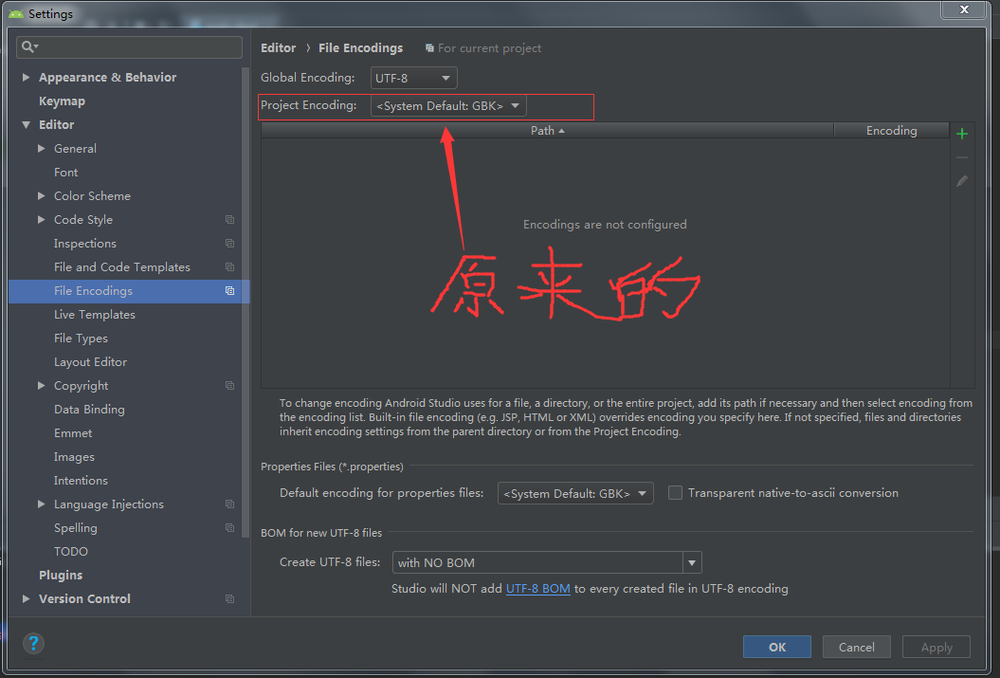 Settings
Appearance & Behavior
Keymap
Editor
General
Font
Color Scheme
Code Style
Inspections
File and Code Templates
File Encodings
Live Templates
File Types
Layout Editor
Copyright
Data Binding
Emmet
Images
Intentions
Language Injections
Spelling
TODO
Plugins
Version Control
Editor › File Encodings For current project
Global Encoding: UTF-8
Project Encoding: <System Default: GBK>
Path Encoding
Encodings are not configured
原来的
To change encoding Android Studio uses for a file, a directory, or the entire project, add its path if necessary and then select encoding from
the encoding list. Built-in file encoding (e.g. JSP, HTML or XML) overrides encoding you specify here. If not specified, files and directories
inherit encoding settings from the parent directory or from the Project Encoding.
Properties Files (*.properties)
Default encoding for properties files: <System Default: GBK> Transparent native-to-ascii conversion
BOM for new UTF-8 files
Create UTF-8 files: with NO BOM
Studio will NOT add UTF-8 BOM to every created file in UTF-8 encoding
? OK Cancel Apply